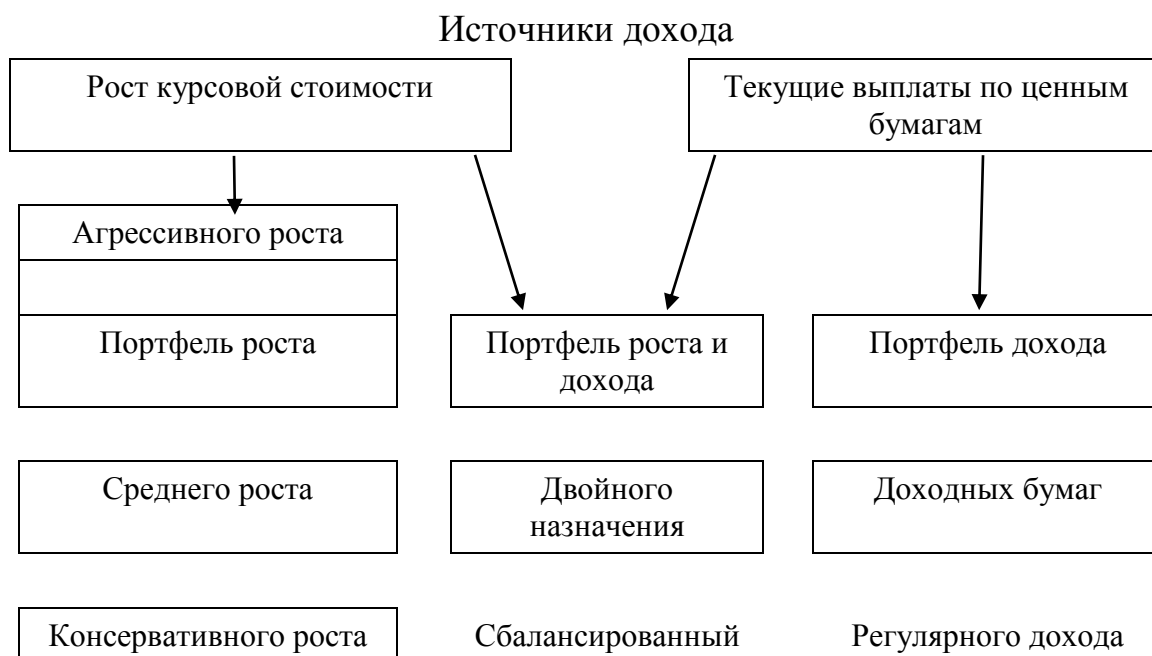 Источники дохода
Рост курсовой стоимости
Текущие выплаты по ценным
бумагам
Агрессивного роста
Портфель роста
Портфель роста и
дохода
Портфель дохода
Среднего роста
Двойного
назначения
Доходных бумаг
Консервативного роста
Сбалансированный
Регулярного дохода